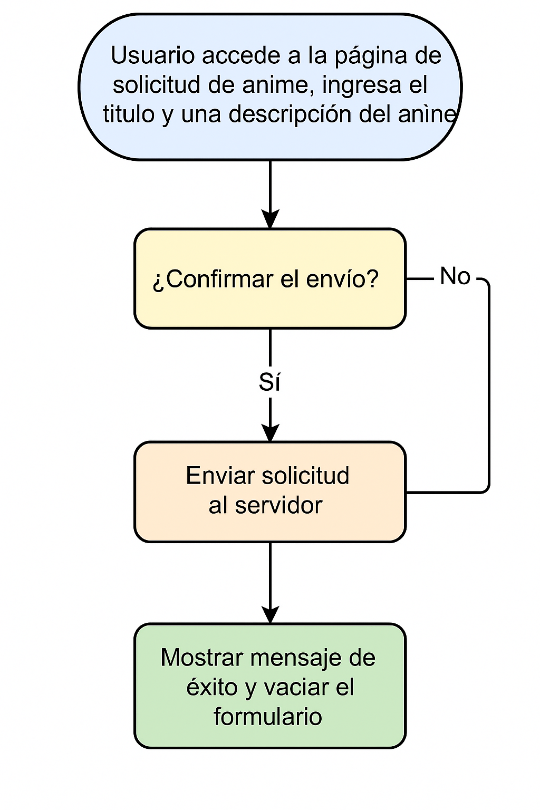 Usuario accede a la página de
solicitud de anime, ingresa el
titulo y una descripción del anine
¿Confirmar el envío?
No
Sí
Enviar solicitud
al servidor
Mostrar mensaje de
éxito y vaciar el
formulario